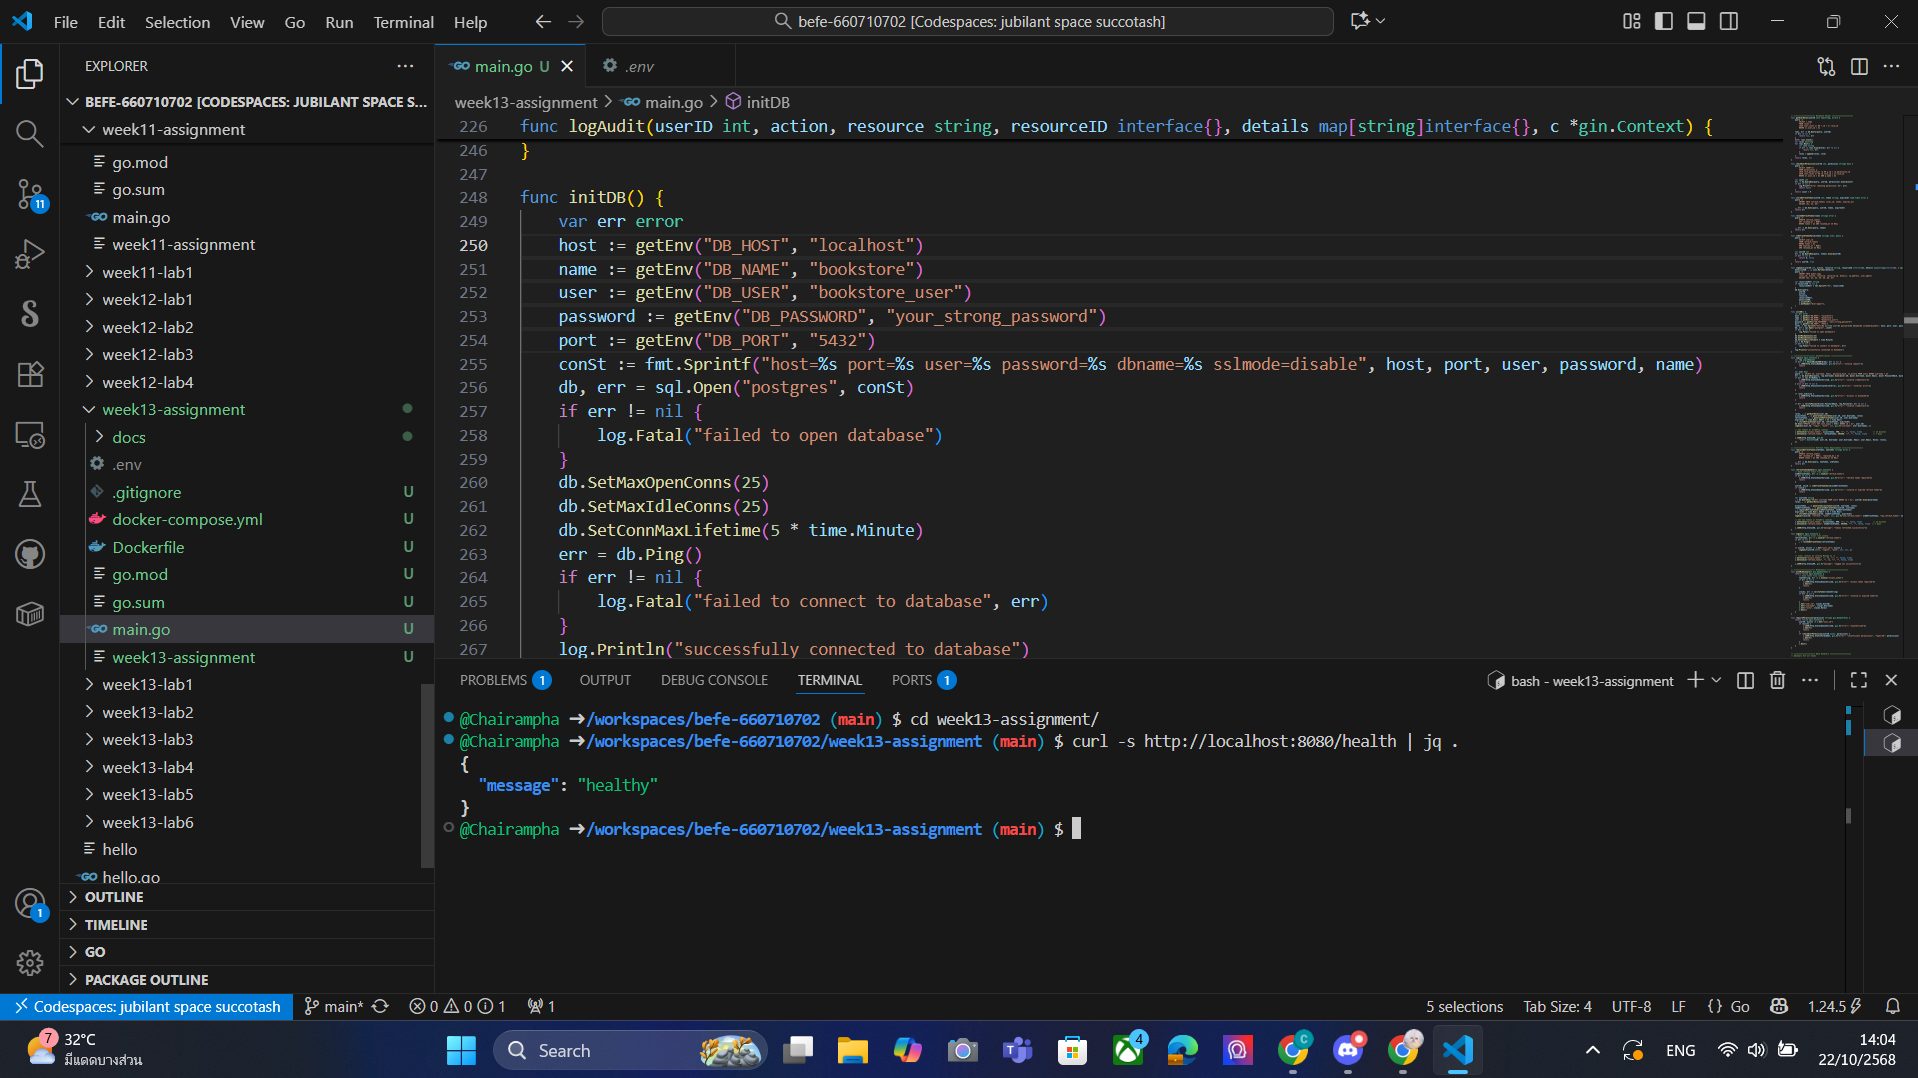 File Edit Selection View Go Run Terminal Help
befe-660710702 [Codespaces: jubilant space succotash]
EXPLORER
BEFE-660710702 [CODESPACES: JUBILANT SPACE S...
week11-assignment
go.mod
go.sum
main.go
week11-assignment
week11-lab1
week12-lab1
week12-lab2
week12-lab3
week12-lab4
week13-assignment
docs
.env
.gitignore U
docker-compose.yml U
Dockerfile U
go.mod U
go.sum U
main.go U
week13-assignment U
week13-lab1
week13-lab2
week13-lab3
week13-lab4
week13-lab5
week13-lab6
hello
hello.go
OUTLINE
TIMELINE
GO
PACKAGE OUTLINE
11
1
main.go U
.env
week13-assignment > main.go > initDB
226 func logAudit(userID int, action, resource string, resourceID interface{}, details map[string]interface{}, c *gin.Context) {
246 }
247
248 func initDB() {
249 var err error
250 host := getEnv("DB_HOST", "localhost")
251 name := getEnv("DB_NAME", "bookstore")
252 user := getEnv("DB_USER", "bookstore_user")
253 password := getEnv("DB_PASSWORD", "your_strong_password")
254 port := getEnv("DB_PORT", "5432")
255 conSt := fmt.Sprintf("host=%s port=%s user=%s password=%s dbname=%s sslmode=disable", host, port, user, password, name)
256 db, err = sql.Open("postgres", conSt)
257 if err != nil {
258 log.Fatal("failed to open database")
259 }
260 db.SetMaxOpenConns(25)
261 db.SetMaxIdleConns(25)
262 db.SetConnMaxLifetime(5 * time.Minute)
263 err = db.Ping()
264 if err != nil {
265 log.Fatal("failed to connect to database", err)
266 }
267 log.Println("successfully connected to database")
PROBLEMS 1 OUTPUT DEBUG CONSOLE TERMINAL PORTS 1
bash - week13-assignment
@Chairampha ➜/workspaces/befe-660710702 (main) $ cd week13-assignment/
@Chairampha ➜/workspaces/befe-660710702/week13-assignment (main) $ curl -s http://localhost:8080/health | jq .
{
"message": "healthy"
}
@Chairampha ➜/workspaces/befe-660710702/week13-assignment (main) $
Codespaces: jubilant space succotash main* 0 0 1 1
5 selections Tab Size: 4 UTF-8 LF {} Go 1.24.5
7
32°C
มีแดดบางส่วน
Search
4
C
ENG
14:04
22/10/2568